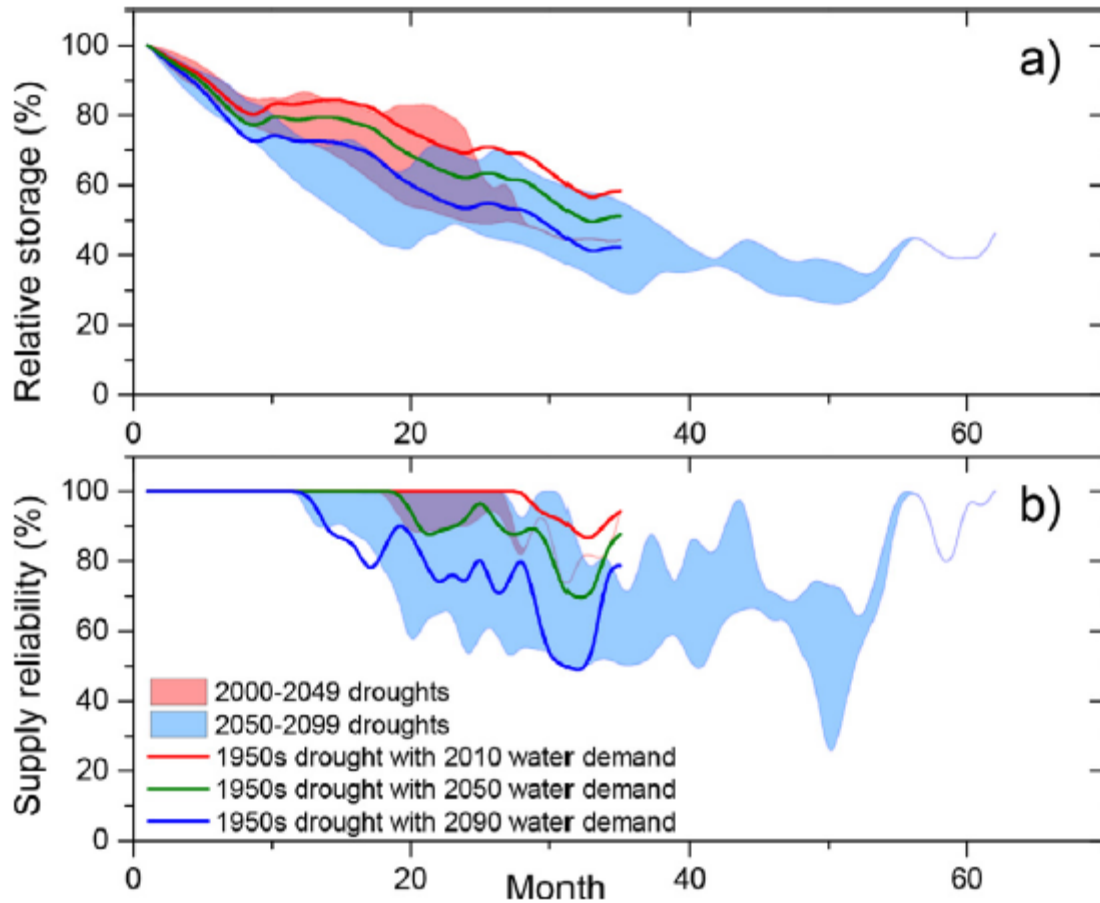 a)
Relative storage (%)
100
80
60
40
20
0
0 20 40 60
b)
Supply reliability (%)
100
80
60
40
20
0
2000-2049 droughts
2050-2099 droughts
1950s drought with 2010 water demand
1950s drought with 2050 water demand
1950s drought with 2090 water demand
0 20 40 60
Month